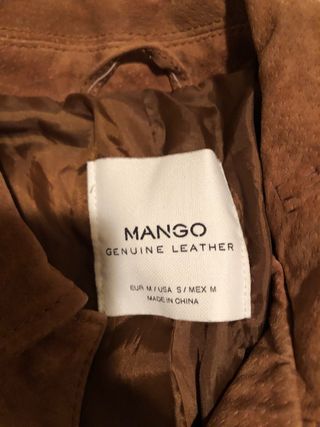 MANGO
GENUINE LEATHER
EUR M / USA S / MEX M
MADE IN CHINA